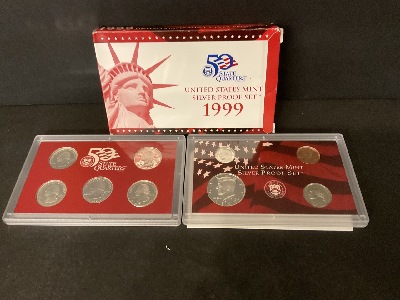 50
STATE
QUARTERS
UNITED STATES MINT
SILVER PROOF SET
1999
50
STATE
QUARTERS
UNITED STATES MINT
SILVER PROOF SET